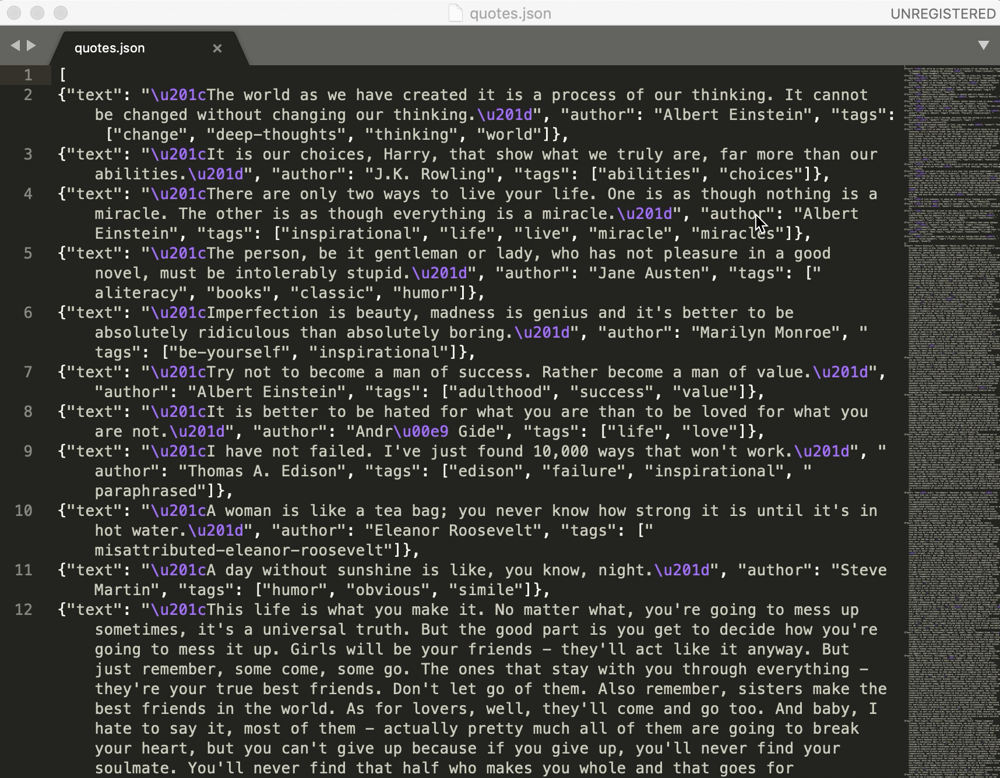 quotes.json
UNREGISTERED
quotes.json
1 [
2 {"text": "\u201cThe world as we have created it is a process of our thinking. It cannot
be changed without changing our thinking.\u201d", "author": "Albert Einstein", "tags":
["change", "deep-thoughts", "thinking", "world"]},
3 {"text": "\u201cIt is our choices, Harry, that show what we truly are, far more than our
abilities.\u201d", "author": "J.K. Rowling", "tags": ["abilities", "choices"]},
4 {"text": "\u201cThere are only two ways to live your life. One is as though nothing is a
miracle. The other is as though everything is a miracle.\u201d", "author": "Albert
Einstein", "tags": ["inspirational", "life", "live", "miracle", "miracles"]},
5 {"text": "\u201cThe person, be it gentleman or lady, who has not pleasure in a good
novel, must be intolerably stupid.\u201d", "author": "Jane Austen", "tags": ["
aliteracy", "books", "classic", "humor"]},
6 {"text": "\u201cImperfection is beauty, madness is genius and it's better to be
absolutely ridiculous than absolutely boring.\u201d", "author": "Marilyn Monroe", "
tags": ["be-yourself", "inspirational"]},
7 {"text": "\u201cTry not to become a man of success. Rather become a man of value.\u201d",
"author": "Albert Einstein", "tags": ["adulthood", "success", "value"]},
8 {"text": "\u201cIt is better to be hated for what you are than to be loved for what you
are not.\u201d", "author": "Andr\u00e9 Gide", "tags": ["life", "love"]},
9 {"text": "\u201cI have not failed. I've just found 10,000 ways that won't work.\u201d", "
author": "Thomas A. Edison", "tags": ["edison", "failure", "inspirational", "
paraphrased"]},
10 {"text": "\u201cA woman is like a tea bag; you never know how strong it is until it's in
hot water.\u201d", "author": "Eleanor Roosevelt", "tags": ["
misattributed-eleanor-roosevelt"]},
11 {"text": "\u201cA day without sunshine is like, you know, night.\u201d", "author": "Steve
Martin", "tags": ["humor", "obvious", "simile"]},
12 {"text": "\u201cThis life is what you make it. No matter what, you're going to mess up
sometimes, it's a universal truth. But the good part is you get to decide how you're
going to mess it up. Girls will be your friends - they'll act like it anyway. But
just remember, some come, some go. The ones that stay with you through everything -
they're your true best friends. Don't let go of them. Also remember, sisters make the
best friends in the world. As for lovers, well, they'll come and go too. And baby, I
hate to say it, most of them - actually pretty much all of them are going to break
your heart, but you can't give up because if you give up, you'll never find your
soulmate. You'll never find that half who makes you whole and that goes for